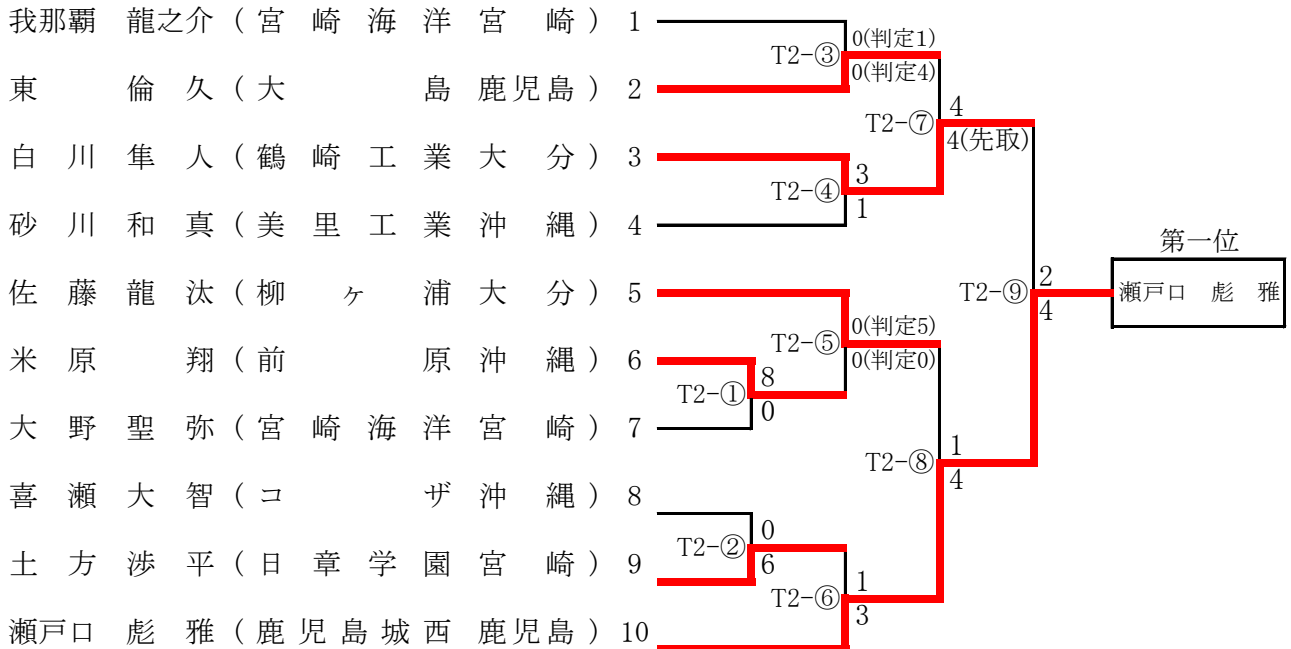 我那覇 龍之介 ( 宮崎海洋 宮崎 ) 1
0(判定1)
T2-③
0(判定4)
東 倫久 ( 大島 鹿児島 ) 2
4
T2-⑦
4(先取)
白川 隼人 ( 鶴崎工業 大分 ) 3
3
T2-④
1
砂川 和真 ( 美里工業 沖縄 ) 4
第一位
佐藤 龍汰 ( 柳ヶ浦 大分 ) 5
2
T2-⑨
4
瀬戸口 彪雅
0(判定5)
T2-⑤
0(判定0)
米原 翔 ( 前原 沖縄 ) 6
8
T2-①
0
大野 聖弥 ( 宮崎海洋 宮崎 ) 7
1
T2-⑧
4
喜瀬 大智 ( コザ 沖縄 ) 8
0
T2-②
6
土方 渉平 ( 日章学園 宮崎 ) 9
1
T2-⑥
3
瀬戸口 彪雅 ( 鹿児島城西 鹿児島 ) 10